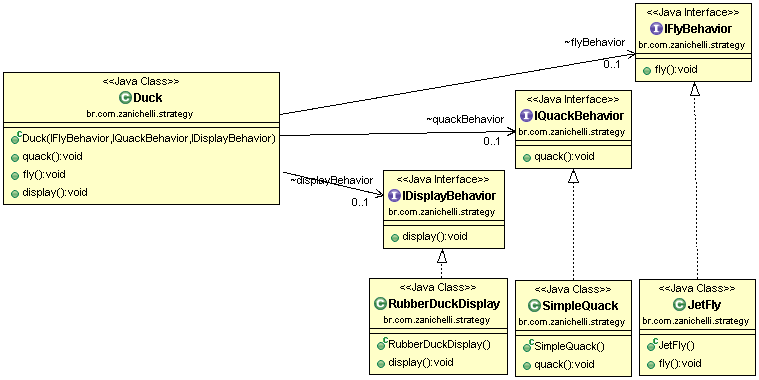 <<Java Interface>>
IFlyBehavior
br.com.zanichelli.strategy
fly():void
~flyBehavior
0..1
<<Java Class>>
Duck
br.com.zanichelli.strategy
Duck(IFlyBehavior,IQuackBehavior,IDisplayBehavior)
quack():void
fly():void
display():void
<<Java Interface>>
IQuackBehavior
br.com.zanichelli.strategy
quack():void
~quackBehavior
0..1
~displayBehavior
0..1
<<Java Interface>>
IDisplayBehavior
br.com.zanichelli.strategy
display():void
<<Java Class>>
RubberDuckDisplay
br.com.zanichelli.strategy
RubberDuckDisplay()
display():void
<<Java Class>>
SimpleQuack
br.com.zanichelli.strategy
SimpleQuack()
quack():void
<<Java Class>>
JetFly
br.com.zanichelli.strategy
JetFly()
fly():void